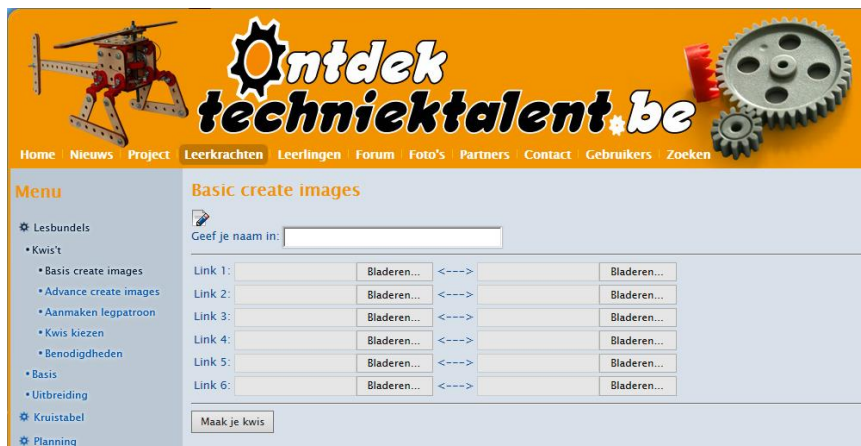 Ontdek
techniektalent.be
Home Nieuws Project Leerkrachten Leerlingen Forum Foto's Partners Contact Gebruikers Zoeken
Menu
Lesbundels
Kwis't
Basis create images
Advance create images
Aanmaken legpatroon
Kwis kiezen
Benodigdheden
Basis
Uitbreiding
Kruistabel
Planning
Basic create images
Geef je naam in:
Link 1: Bladeren... <---> Bladeren...
Link 2: Bladeren... <---> Bladeren...
Link 3: Bladeren... <---> Bladeren...
Link 4: Bladeren... <---> Bladeren...
Link 5: Bladeren... <---> Bladeren...
Link 6: Bladeren... <---> Bladeren...
Maak je kwis